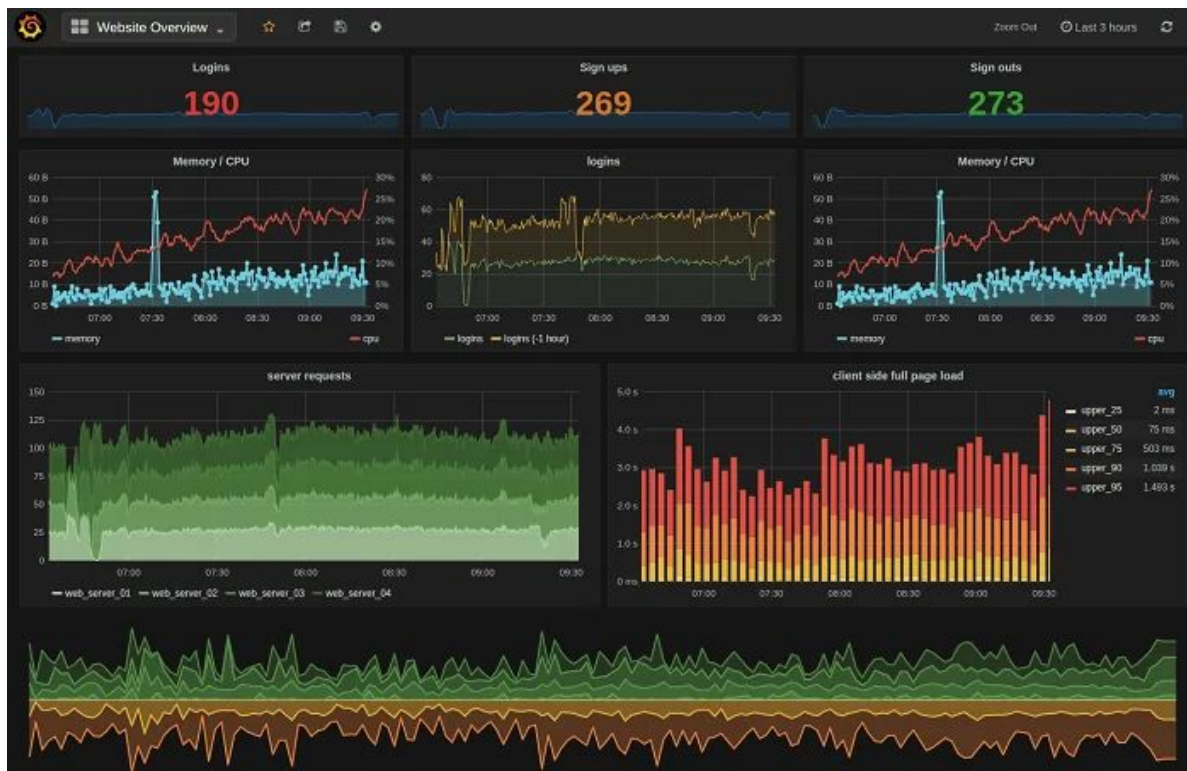 Website Overview
Zoom Out
Last 3 hours
Logins
190
Sign ups
269
Sign outs
273
Memory / CPU
60 B
50 B
40 B
30 B
20 B
10 B
0 B
30%
25%
20%
15%
10%
5%
0%
07:00 07:30 08:00 08:30 09:00 09:30
memory cpu
logins
80
60
40
20
0
07:00 07:30 08:00 08:30 09:00 09:30
logins logins (-1 hour)
Memory / CPU
60 B
50 B
40 B
30 B
20 B
10 B
0 B
30%
25%
20%
15%
10%
5%
0%
07:00 07:30 08:00 08:30 09:00 09:30
memory cpu
server requests
150
125
100
75
50
25
0
07:00 07:30 08:00 08:30 09:00 09:30
web_server_01 web_server_02 web_server_03 web_server_04
client side full page load
5.0 s
4.0 s
3.0 s
2.0 s
1.0 s
0 ms
07:00 07:30 08:00 08:30 09:00 09:30
avg
upper_25 2 ms
upper_50 75 ms
upper_75 503 ms
upper_90 1.039 s
upper_95 1.493 s